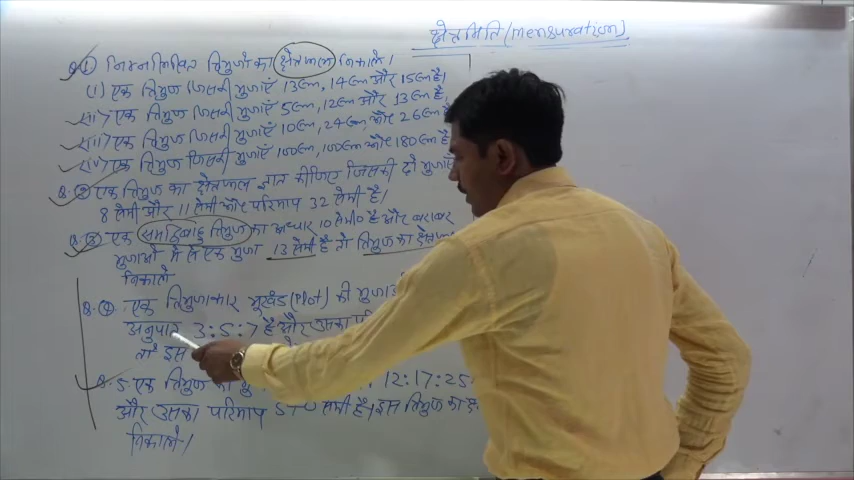 क्षेत्रमिति (Mensuration)
Q.① निम्नलिखित त्रिभुजों का क्षेत्रफल निकालें।
(i) एक त्रिभुज जिसकी भुजाएँ 13cm, 14cm और 15cm है।
(ii) एक त्रिभुज जिसकी भुजाएँ 5cm, 12cm और 13cm है,
(iii) एक त्रिभुज जिसकी भुजाएँ 10cm, 24cm, और 26cm
(iv) एक त्रिभुज जिसकी भुजाएँ 100cm, 100cm और 180cm है
Q.② एक त्रिभुज का क्षेत्रफल ज्ञात कीजिए जिसकी दो भुजाएँ
8 सेमी और 11 सेमी और परिमाप 32 सेमी है।
Q.③ एक समद्विबाहु त्रिभुज का आधार 10 सेमी० है और बराबर
भुजाओं में से एक भुजा 13 सेमी है तो त्रिभुज का
निकाले
Q.④ एक त्रिभुजाकार भूखंड (Plot) की भुजाओं
अनुपात 3:5:7 है और उसका
तो इस
Q.5. एक त्रिभुज की 12:17:25
और उसका परिमाप 540 सेमी है। इस त्रिभुज का
निकाले।